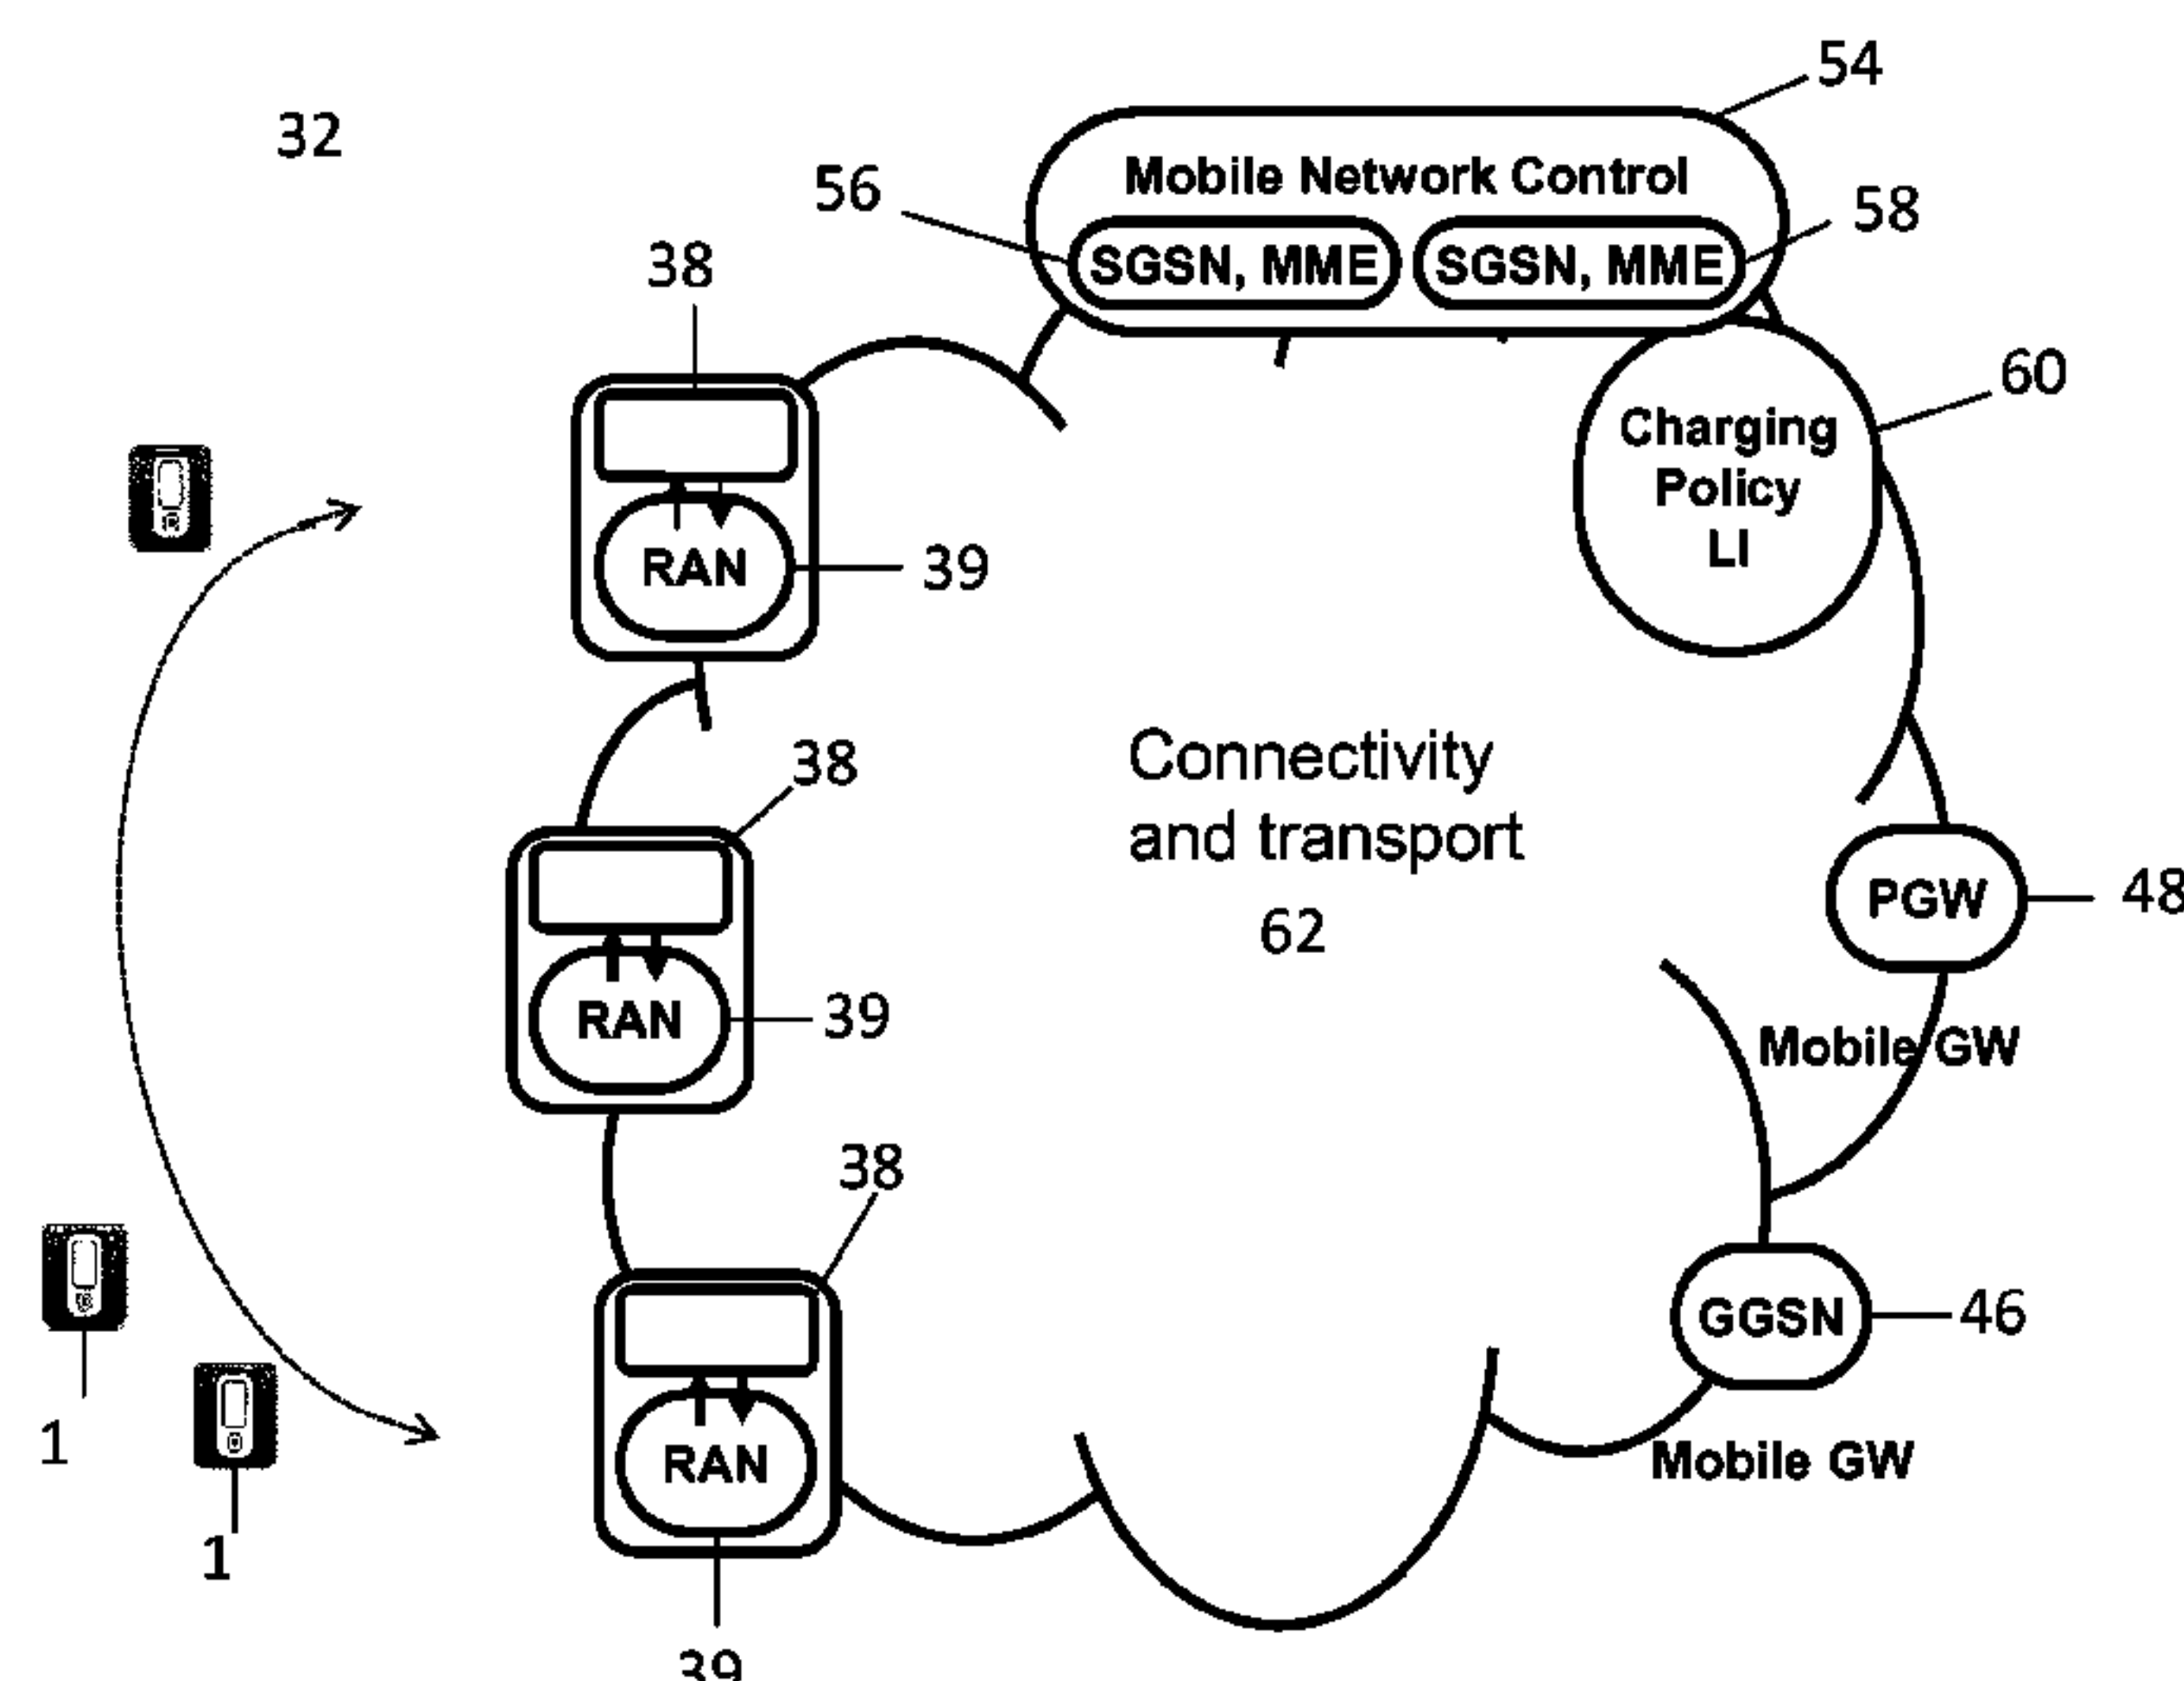 54
32
Mobile Network Control
56
58
SGSN, MME
SGSN, MME
38
60
Charging
Policy
LI
RAN
39
Connectivity
and transport
62
38
PGW
48
RAN
39
Mobile GW
38
GGSN
46
1
RAN
Mobile GW
1
39